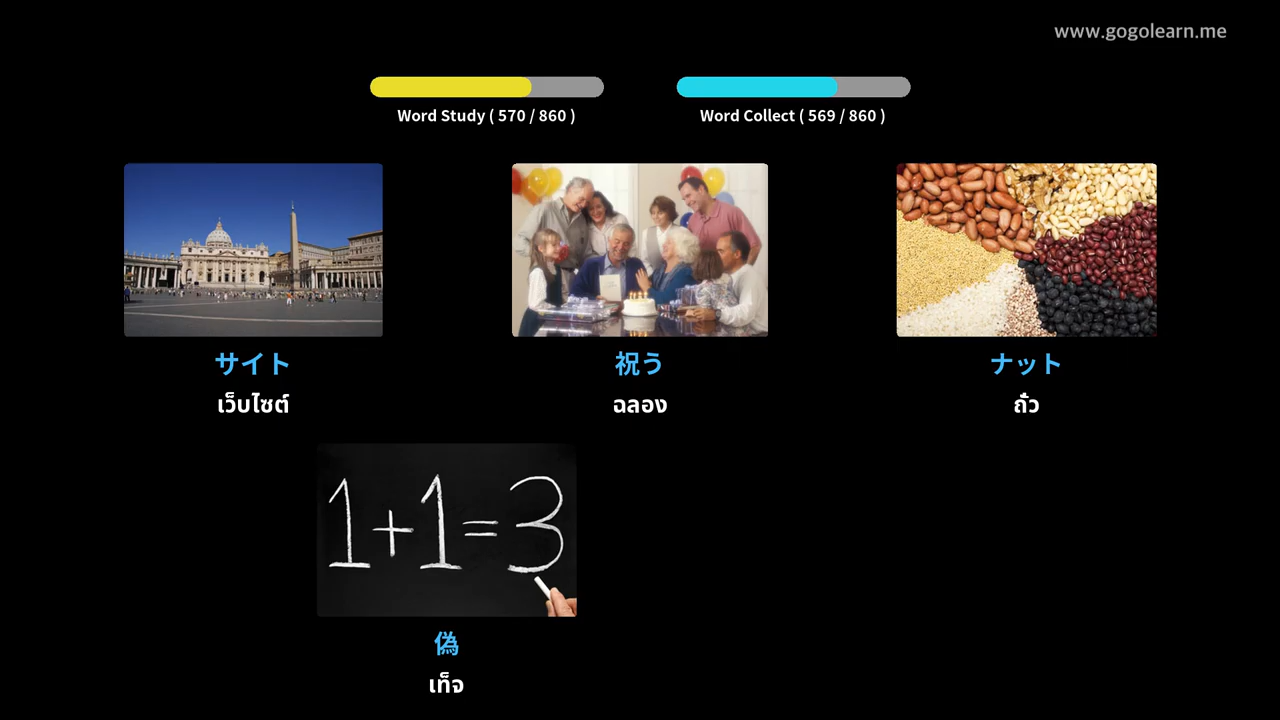 www.gogolearn.me
Word Study ( 570 / 860 )
Word Collect ( 569 / 860 )
サイト
เว็บไซต์
祝う
ฉลอง
ナット
ถั่ว
1+1=3
偽
เท็จ